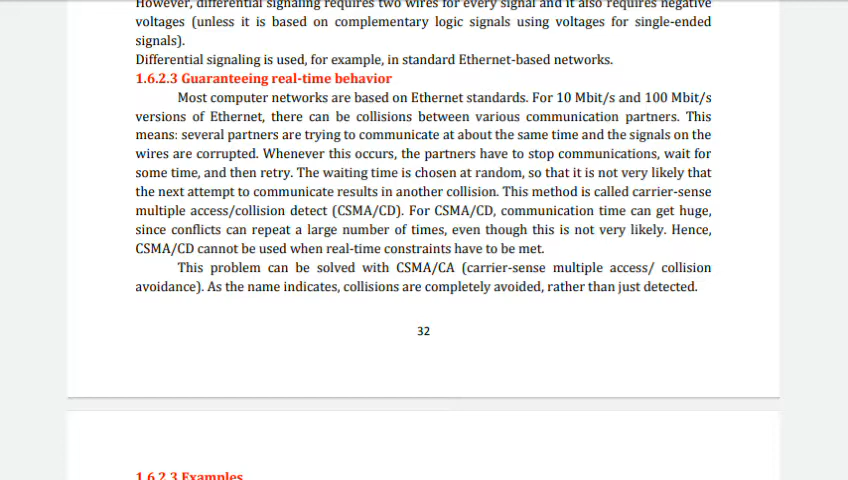 However, differential signaling requires two wires for every signal and it also requires negative
voltages (unless it is based on complementary logic signals using voltages for single-ended
signals).
Differential signaling is used, for example, in standard Ethernet-based networks.
1.6.2.3 Guaranteeing real-time behavior
Most computer networks are based on Ethernet standards. For 10 Mbit/s and 100 Mbit/s
versions of Ethernet, there can be collisions between various communication partners. This
means: several partners are trying to communicate at about the same time and the signals on the
wires are corrupted. Whenever this occurs, the partners have to stop communications, wait for
some time, and then retry. The waiting time is chosen at random, so that it is not very likely that
the next attempt to communicate results in another collision. This method is called carrier-sense
multiple access/collision detect (CSMA/CD). For CSMA/CD, communication time can get huge,
since conflicts can repeat a large number of times, even though this is not very likely. Hence,
CSMA/CD cannot be used when real-time constraints have to be met.
This problem can be solved with CSMA/CA (carrier-sense multiple access/ collision
avoidance). As the name indicates, collisions are completely avoided, rather than just detected.
32
1.6.2.3 Examples